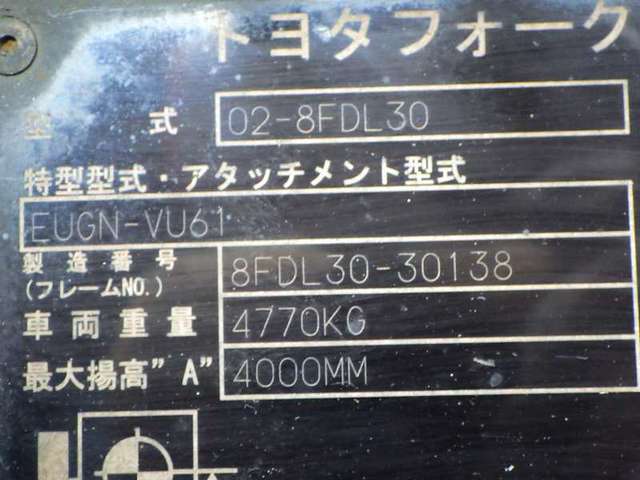 トヨタフォーク
型式 02-8FDL30
特型型式・アタッチメント型式
EUGN-VU61
製造番号 8FDL30-30138
(フレームNO.)
車両重量 4770KG
最大揚高"A" 4000MM